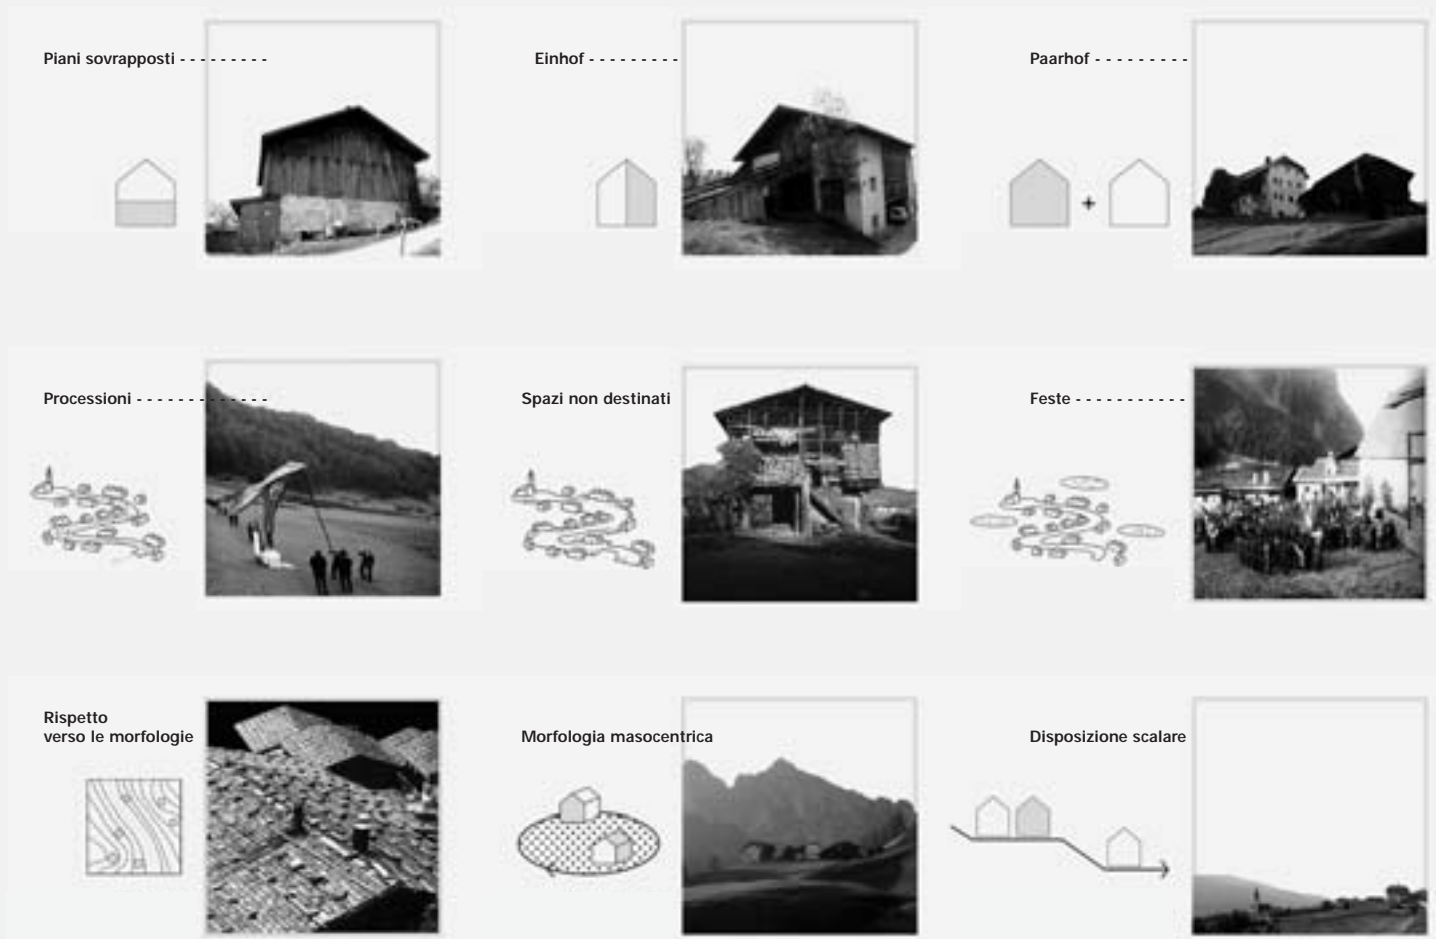 Piani sovrapposti
Einhof
Paarhof
Processioni
Spazi non destinati
Feste
Rispetto
verso le morfologie
Morfologia masocentrica
Disposizione scalare